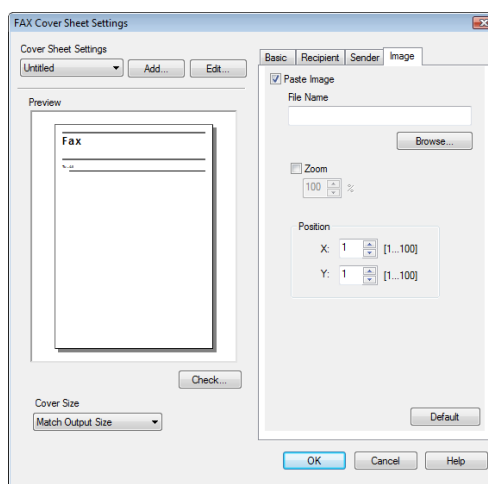 FAX Cover Sheet Settings
Cover Sheet Settings
Untitled
Add...
Edit...
Preview
Fax
Check...
Cover Size
Match Output Size
Basic
Recipient
Sender
Image
Paste Image
File Name
Browse...
Zoom
100
%
Position
X: 1 [1...100]
Y: 1 [1...100]
Default
OK
Cancel
Help